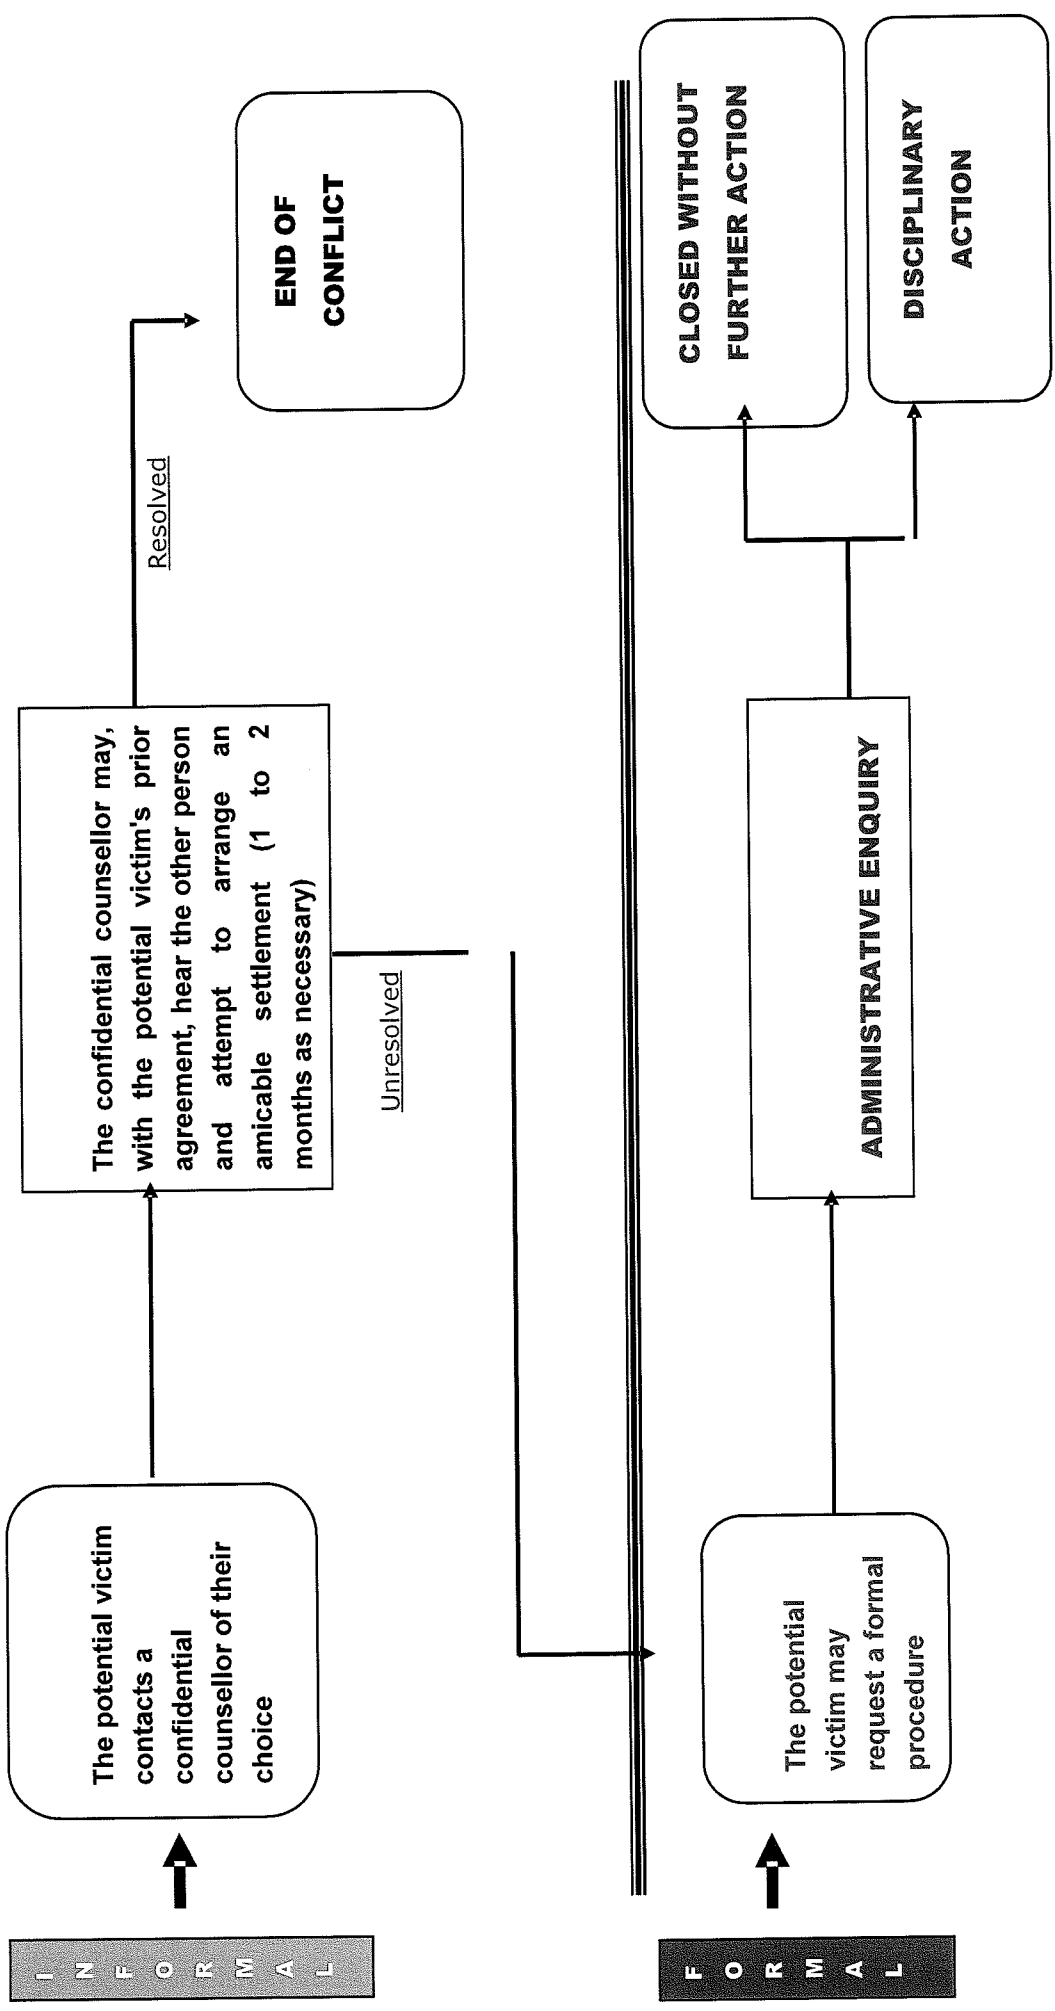 INFORMAL
The potential victim
contacts a
confidential
counsellor of their
choice
The confidential counsellor may,
with the potential victim's prior
agreement, hear the other person
and attempt to arrange an
amicable settlement (1 to 2
months as necessary)
Resolved
END OF
CONFLICT
Unresolved
FORMAL
The potential
victim may
request a formal
procedure
ADMINISTRATIVE ENQUIRY
CLOSED WITHOUT
FURTHER ACTION
DISCIPLINARY
ACTION